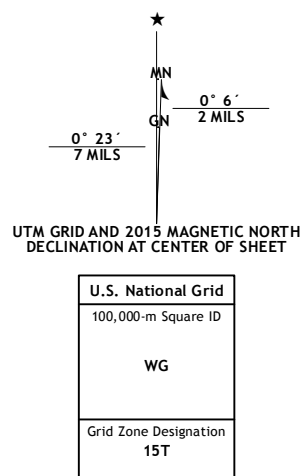 ★
MN
0° 6´
2 MILS
GN
0° 23´
7 MILS
UTM GRID AND 2015 MAGNETIC NORTH
DECLINATION AT CENTER OF SHEET
U.S. National Grid
100,000-m Square ID
WG
Grid Zone Designation
15T